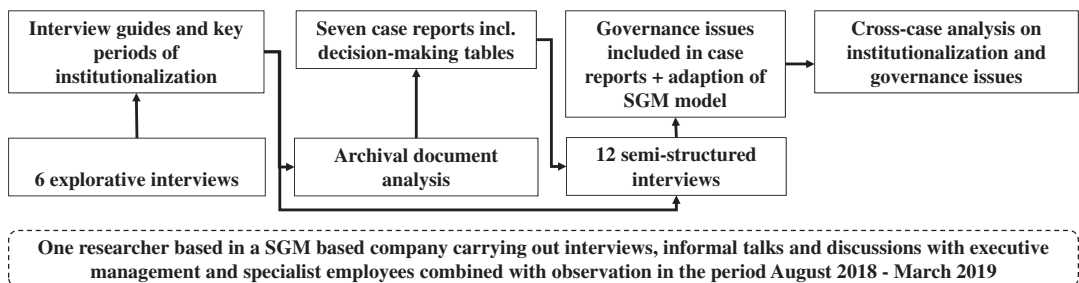 Interview guides and key
periods of
institutionalization
Seven case reports incl.
decision-making tables
Governance issues
included in case
reports + adaption of
SGM model
Cross-case analysis on
institutionalization and
governance issues
6 explorative interviews
Archival document
analysis
12 semi-structured
interviews
One researcher based in a SGM based company carrying out interviews, informal talks and discussions with executive
management and specialist employees combined with observation in the period August 2018 - March 2019